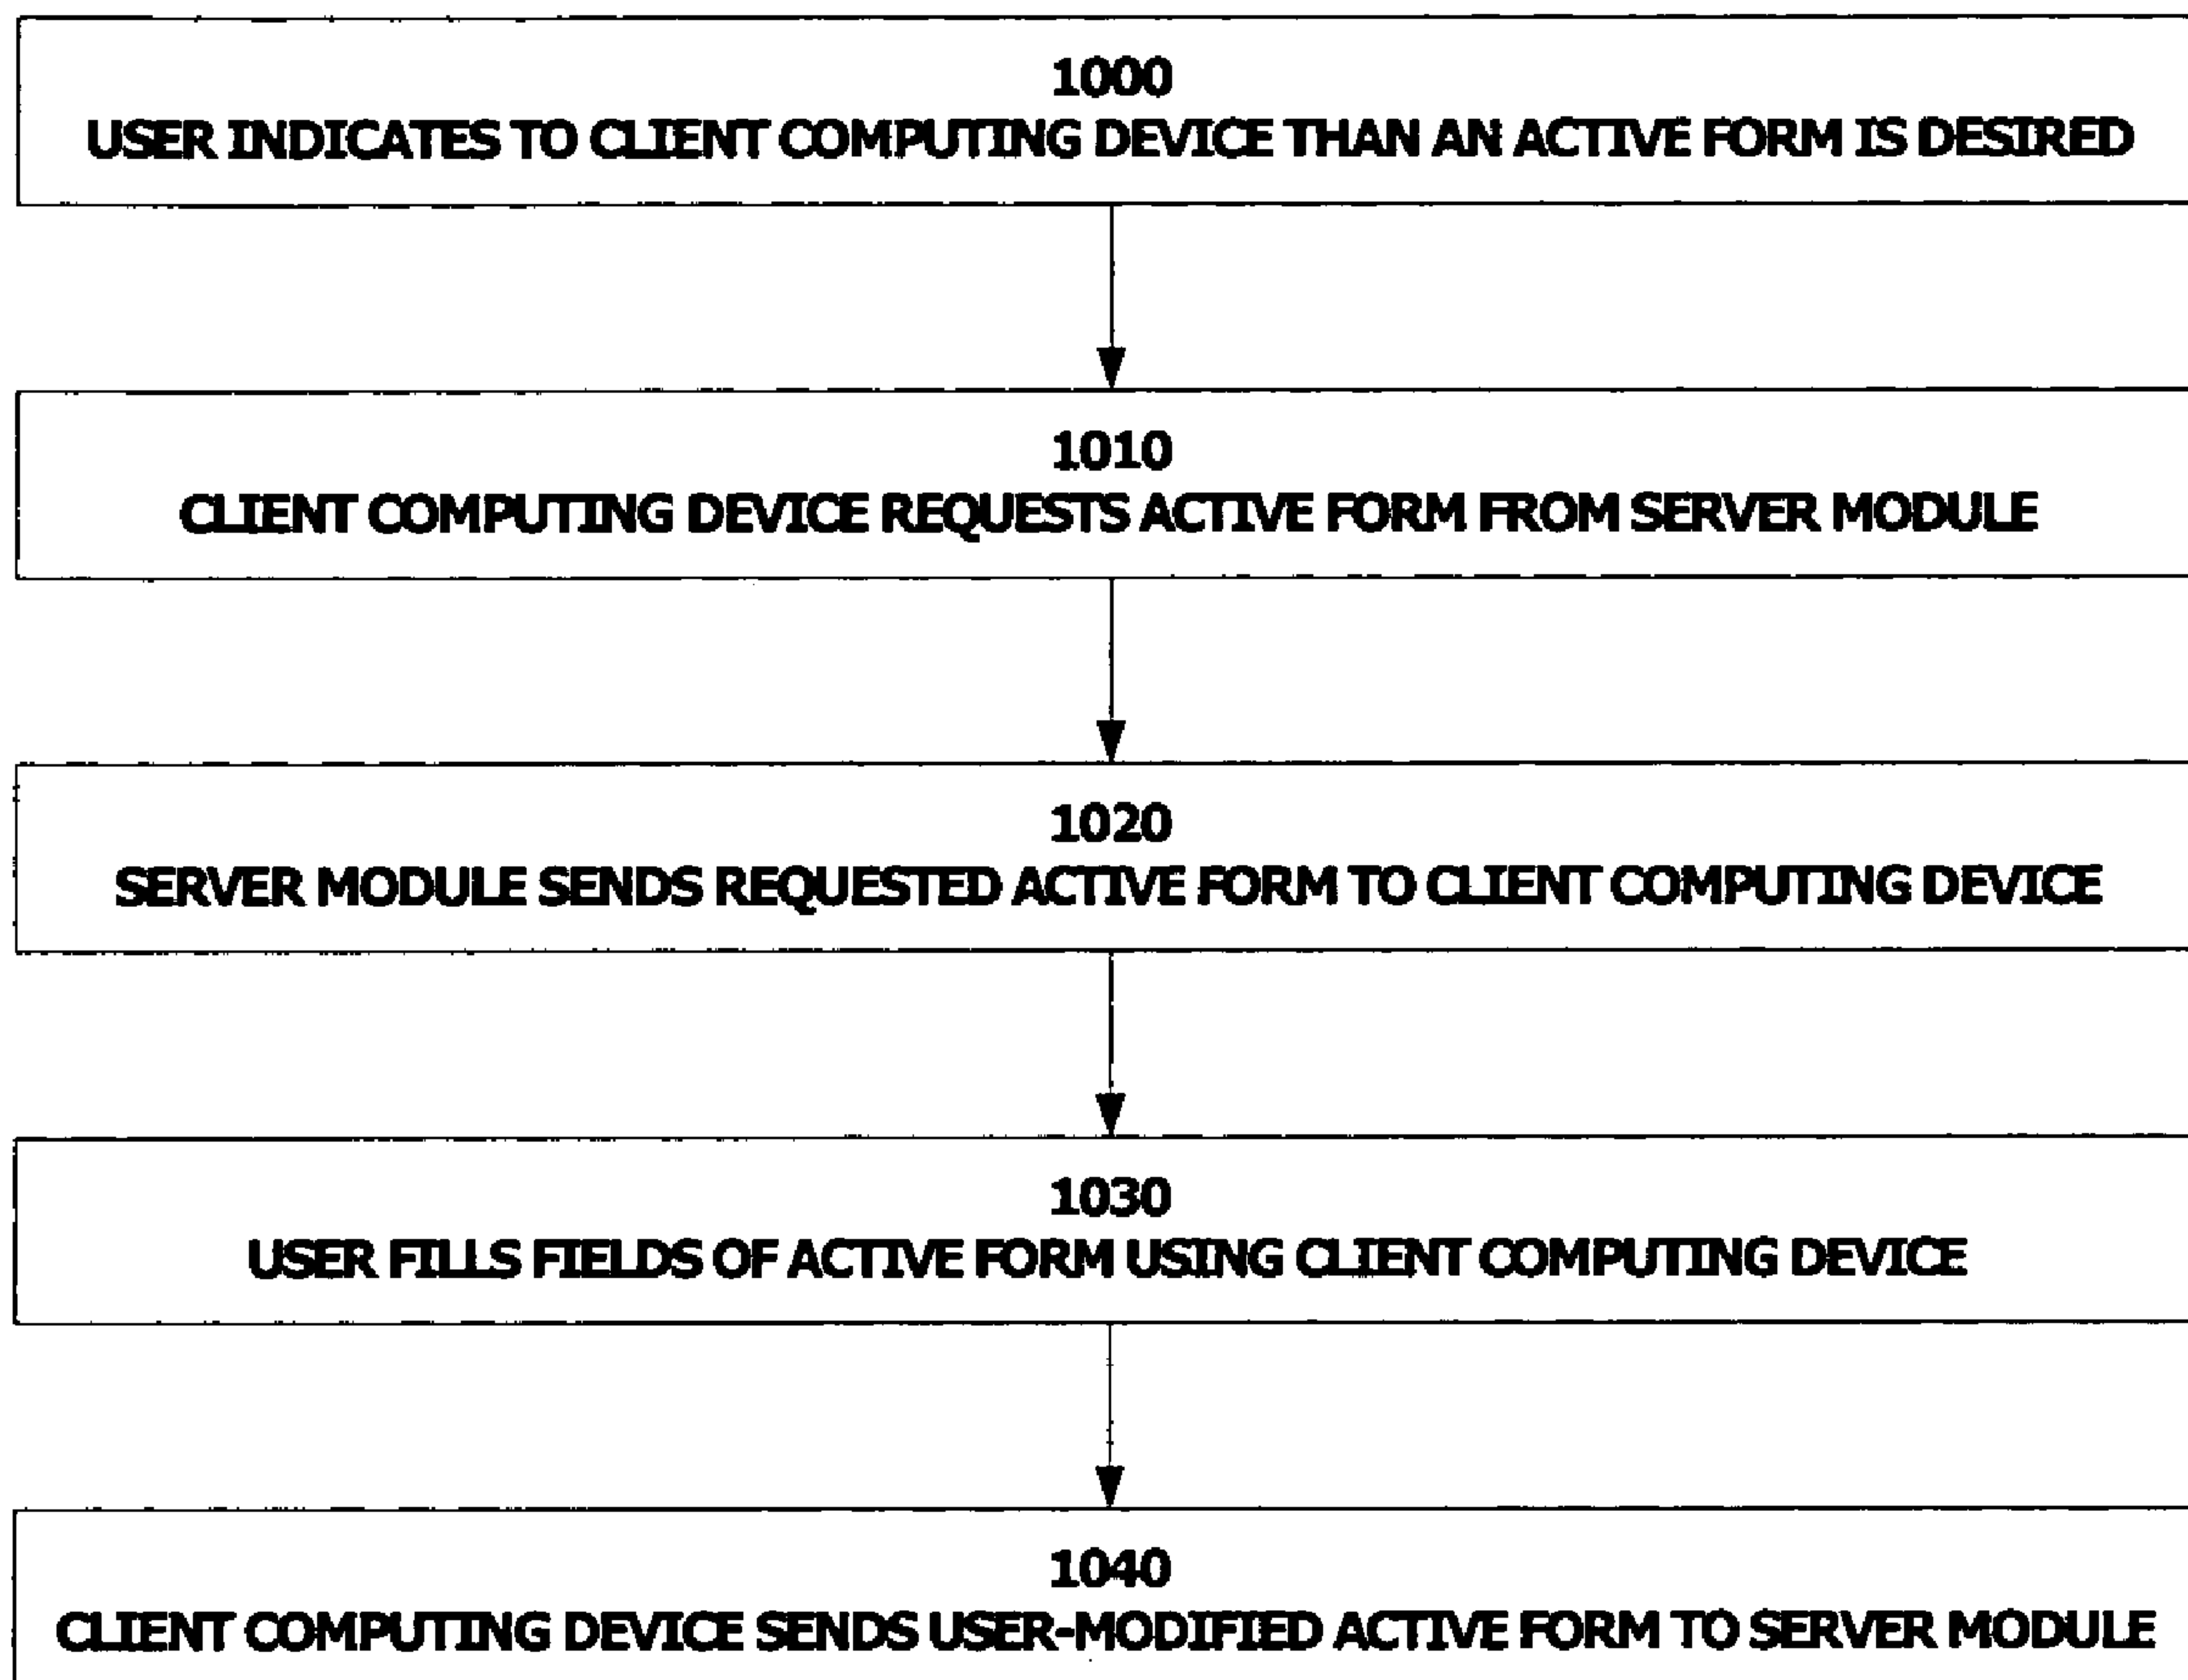 1000
USER INDICATES TO CLIENT COMPUTING DEVICE THAN AN ACTIVE FORM IS DESIRED
1010
CLIENT COMPUTING DEVICE REQUESTS ACTIVE FORM FROM SERVER MODULE
1020
SERVER MODULE SENDS REQUESTED ACTIVE FORM TO CLIENT COMPUTING DEVICE
1030
USER FILLS FIELDS OF ACTIVE FORM USING CLIENT COMPUTING DEVICE
1040
CLIENT COMPUTING DEVICE SENDS USER-MODIFIED ACTIVE FORM TO SERVER MODULE